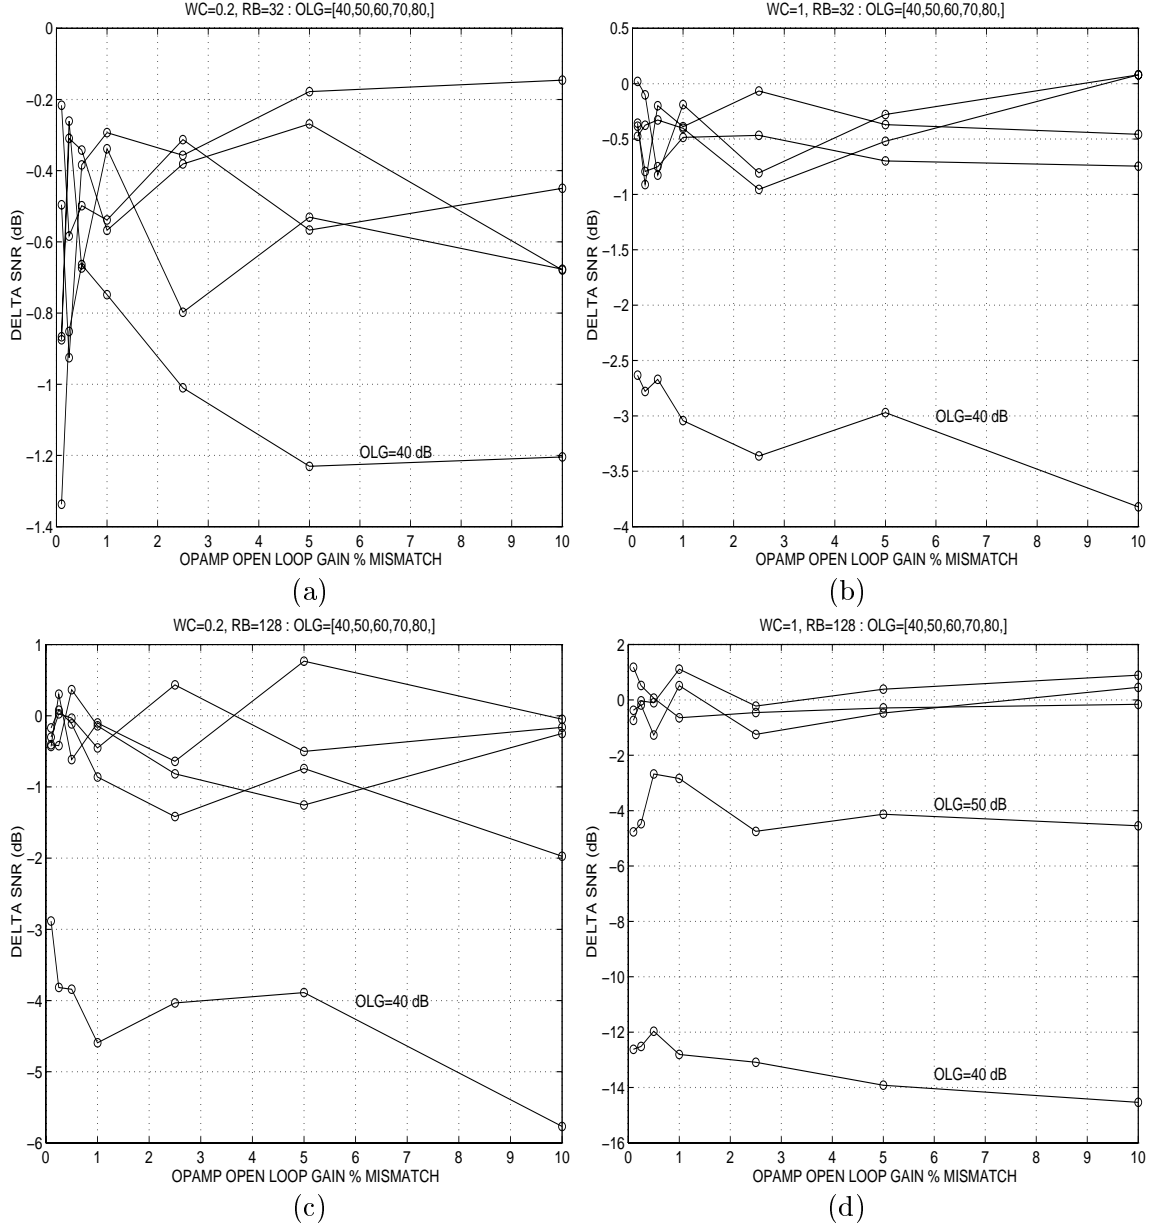 WC=0.2, RB=32 : OLG=[40,50,60,70,80,]
0
−0.2
−0.4
−0.6
−0.8
−1
−1.2
−1.4
DELTA SNR (dB)
OLG=40 dB
0 1 2 3 4 5 6 7 8 9 10
OPAMP OPEN LOOP GAIN % MISMATCH
(a)
WC=1, RB=32 : OLG=[40,50,60,70,80,]
0.5
0
−0.5
−1
−1.5
−2
−2.5
−3
−3.5
−4
DELTA SNR (dB)
OLG=40 dB
0 1 2 3 4 5 6 7 8 9 10
OPAMP OPEN LOOP GAIN % MISMATCH
(b)
WC=0.2, RB=128 : OLG=[40,50,60,70,80,]
1
0
−1
−2
−3
−4
−5
−6
DELTA SNR (dB)
OLG=40 dB
0 1 2 3 4 5 6 7 8 9 10
OPAMP OPEN LOOP GAIN % MISMATCH
(c)
WC=1, RB=128 : OLG=[40,50,60,70,80,]
2
0
−2
−4
−6
−8
−10
−12
−14
−16
DELTA SNR (dB)
OLG=50 dB
OLG=40 dB
0 1 2 3 4 5 6 7 8 9 10
OPAMP OPEN LOOP GAIN % MISMATCH
(d)